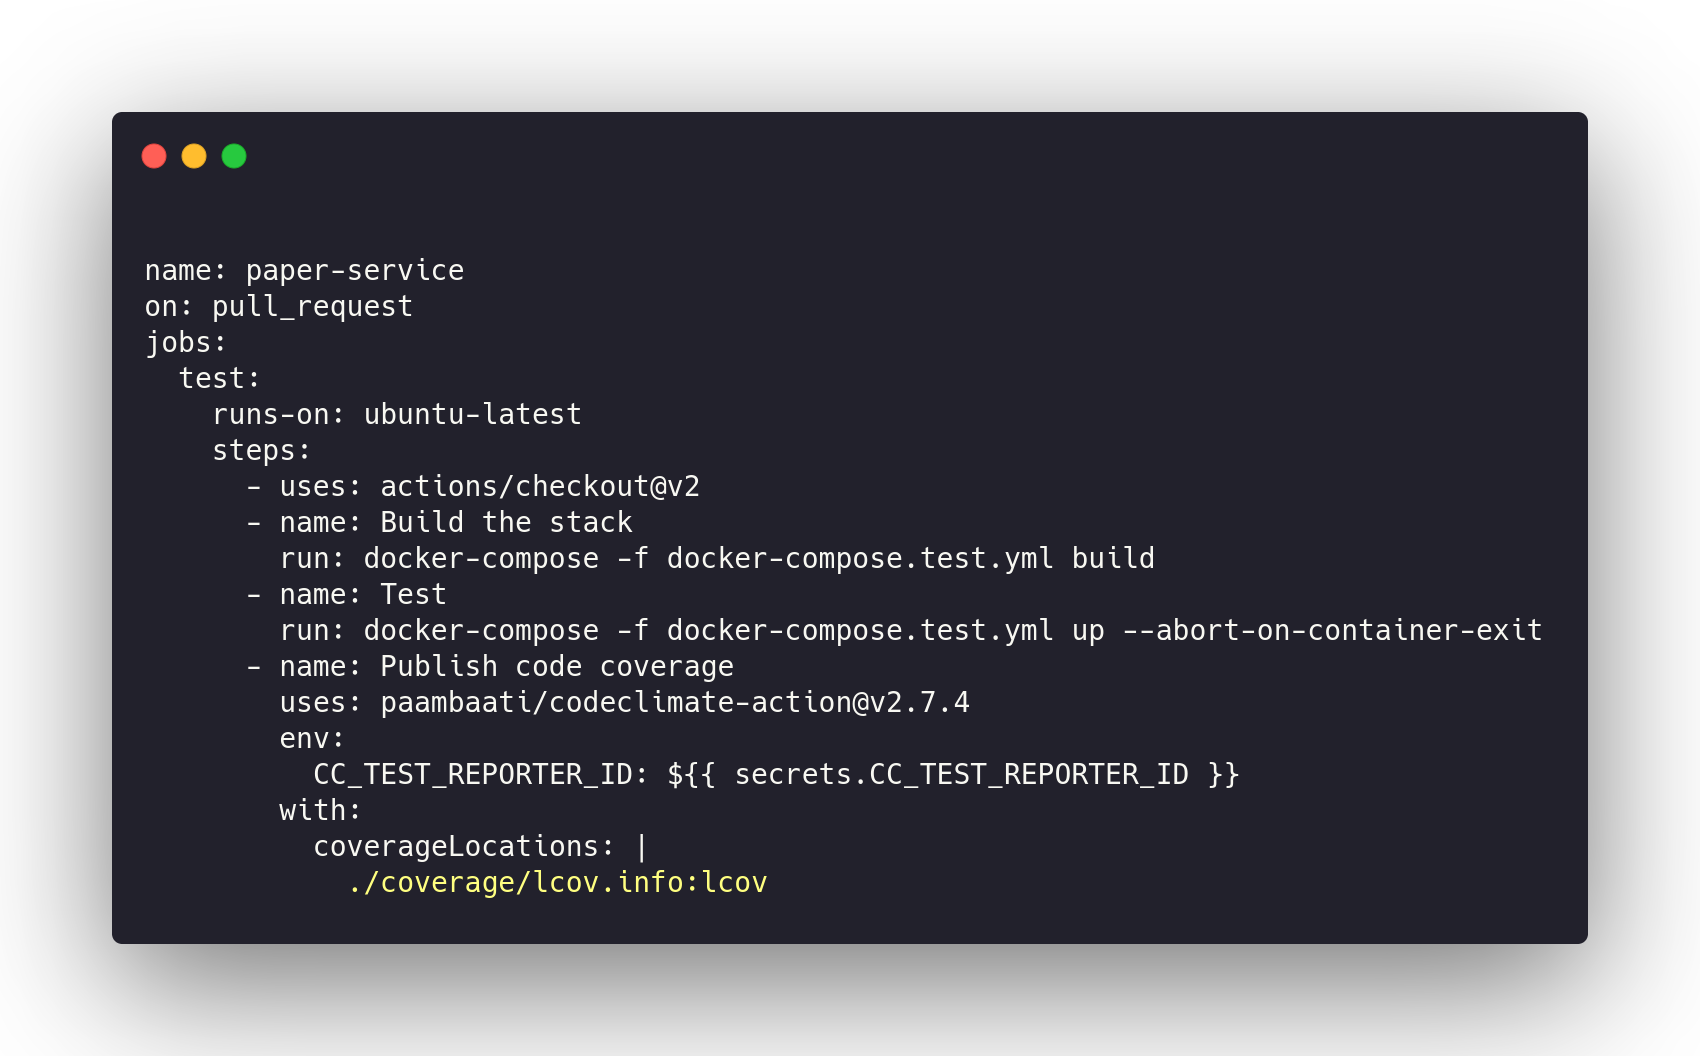 name: paper-service
on: pull_request
jobs:
  test:
    runs-on: ubuntu-latest
    steps:
      - uses: actions/checkout@v2
      - name: Build the stack
        run: docker-compose -f docker-compose.test.yml build
      - name: Test
        run: docker-compose -f docker-compose.test.yml up --abort-on-container-exit
      - name: Publish code coverage
        uses: paambaati/codeclimate-action@v2.7.4
        env:
          CC_TEST_REPORTER_ID: ${{ secrets.CC_TEST_REPORTER_ID }}
        with:
          coverageLocations: |
            ./coverage/lcov.info:lcov